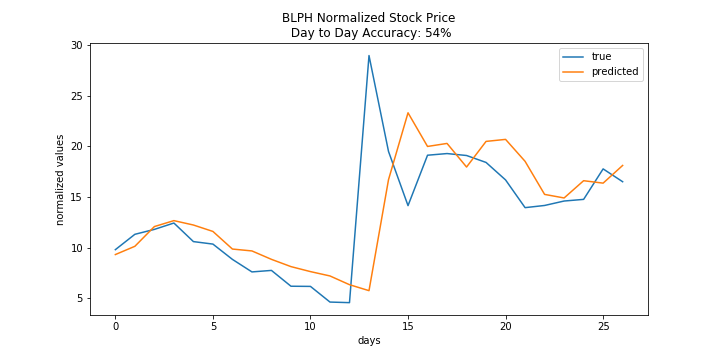 BLPH Normalized Stock Price
Day to Day Accuracy: 54%
true
predicted
normalized values
30
25
20
15
10
5
0
5
10
15
20
25
days